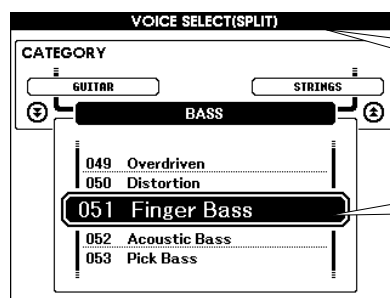 VOICE SELECT(SPLIT)
CATEGORY
GUITAR STRINGS
BASS
049 Overdriven
050 Distortion
051 Finger Bass
052 Acoustic Bass
053 Pick Bass